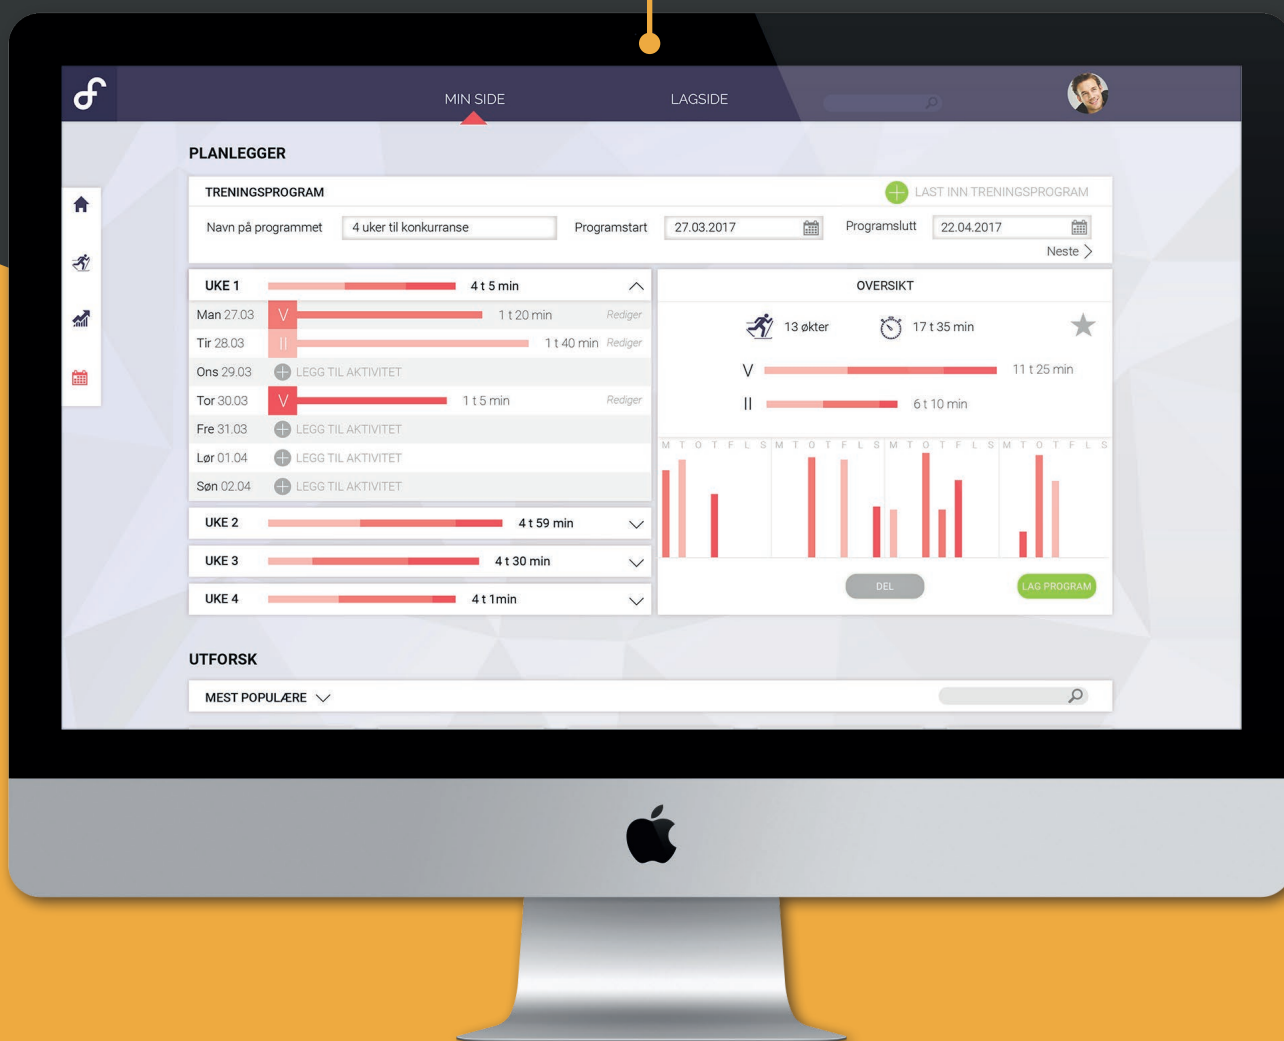 MIN SIDE LAGSIDE
PLANLEGGER
TRENINGSPROGRAM LAST INN TRENINGSPROGRAM
Navn på programmet 4 uker til konkurranse Programstart 27.03.2017 Programslutt 22.04.2017
Neste
UKE 1 4 t 5 min
Man 27.03 V 1 t 20 min Rediger
Tir 28.03 II 1 t 40 min Rediger
Ons 29.03 LEGG TIL AKTIVITET
Tor 30.03 V 1 t 5 min Rediger
Fre 31.03 LEGG TIL AKTIVITET
Lør 01.04 LEGG TIL AKTIVITET
Søn 02.04 LEGG TIL AKTIVITET
UKE 2 4 t 59 min
UKE 3 4 t 30 min
UKE 4 4 t 1min
OVERSIKT
13 økter 17 t 35 min
V 11 t 25 min
II 6 t 10 min
M T O T F L S M T O T F L S M T O T F L S M T O T F L S
DEL LAG PROGRAM
UTFORSK
MEST POPULÆRE